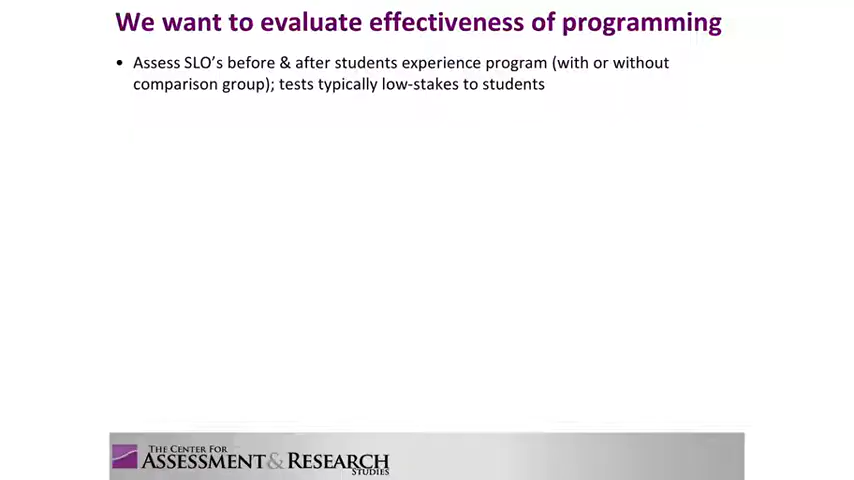 We want to evaluate effectiveness of programming
• Assess SLO’s before & after students experience program (with or without
comparison group); tests typically low-stakes to students
THE CENTER FOR
ASSESSMENT & RESEARCH
STUDIES